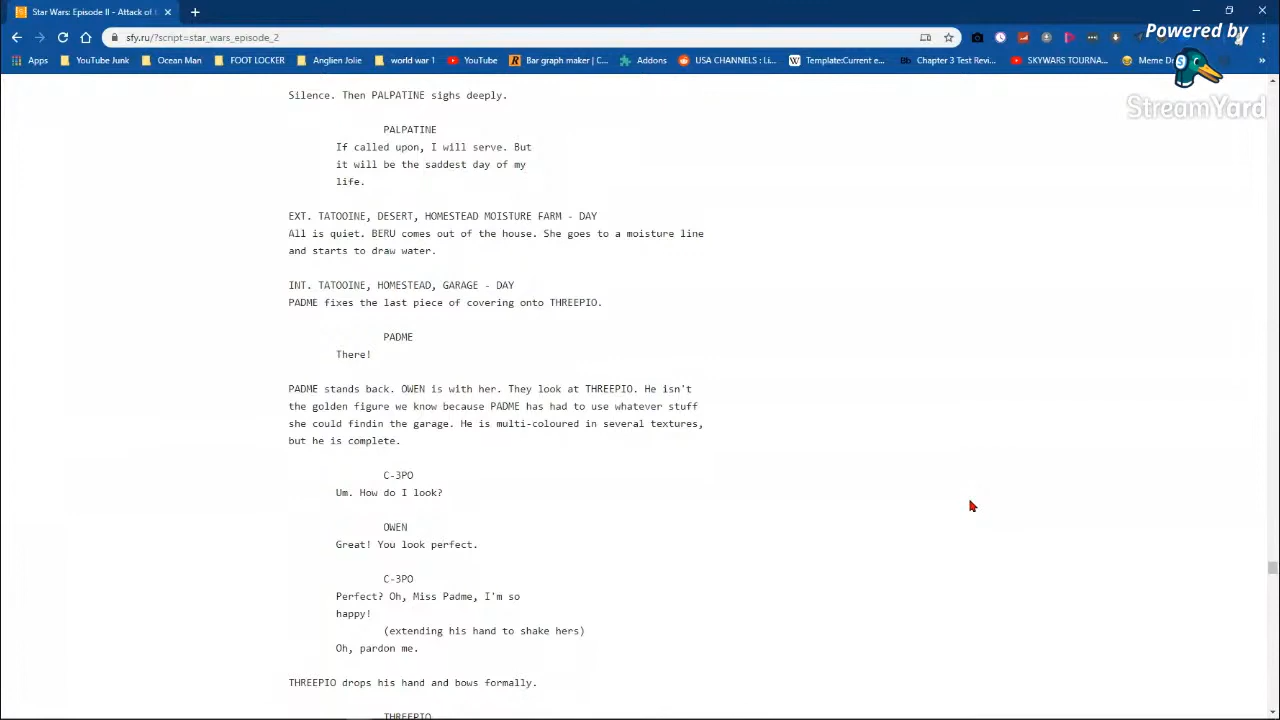 Star Wars: Episode II - Attack of
sfy.ru/?script=star_wars_episode_2
Powered by
Apps
YouTube Junk
Ocean Man
FOOT LOCKER
Anglien Jolie
world war 1
YouTube
Bar graph maker | C...
Addons
USA CHANNELS : Li...
Template:Current e...
Chapter 3 Test Revi...
SKYWARS TOURNA...
StreamYard
Silence. Then PALPATINE sighs deeply.
PALPATINE
If called upon, I will serve. But
it will be the saddest day of my
life.
EXT. TATOOINE, DESERT, HOMESTEAD MOISTURE FARM - DAY
All is quiet. BERU comes out of the house. She goes to a moisture line
and starts to draw water.
INT. TATOOINE, HOMESTEAD, GARAGE - DAY
PADME fixes the last piece of covering onto THREEPIO.
PADME
There!
PADME stands back. OWEN is with her. They look at THREEPIO. He isn't
the golden figure we know because PADME has had to use whatever stuff
she could findin the garage. He is multi-coloured in several textures,
but he is complete.
C-3PO
Um. How do I look?
OWEN
Great! You look perfect.
C-3PO
Perfect? Oh, Miss Padme, I'm so
happy!
(extending his hand to shake hers)
Oh, pardon me.
THREEPIO drops his hand and bows formally.
THREEPIO